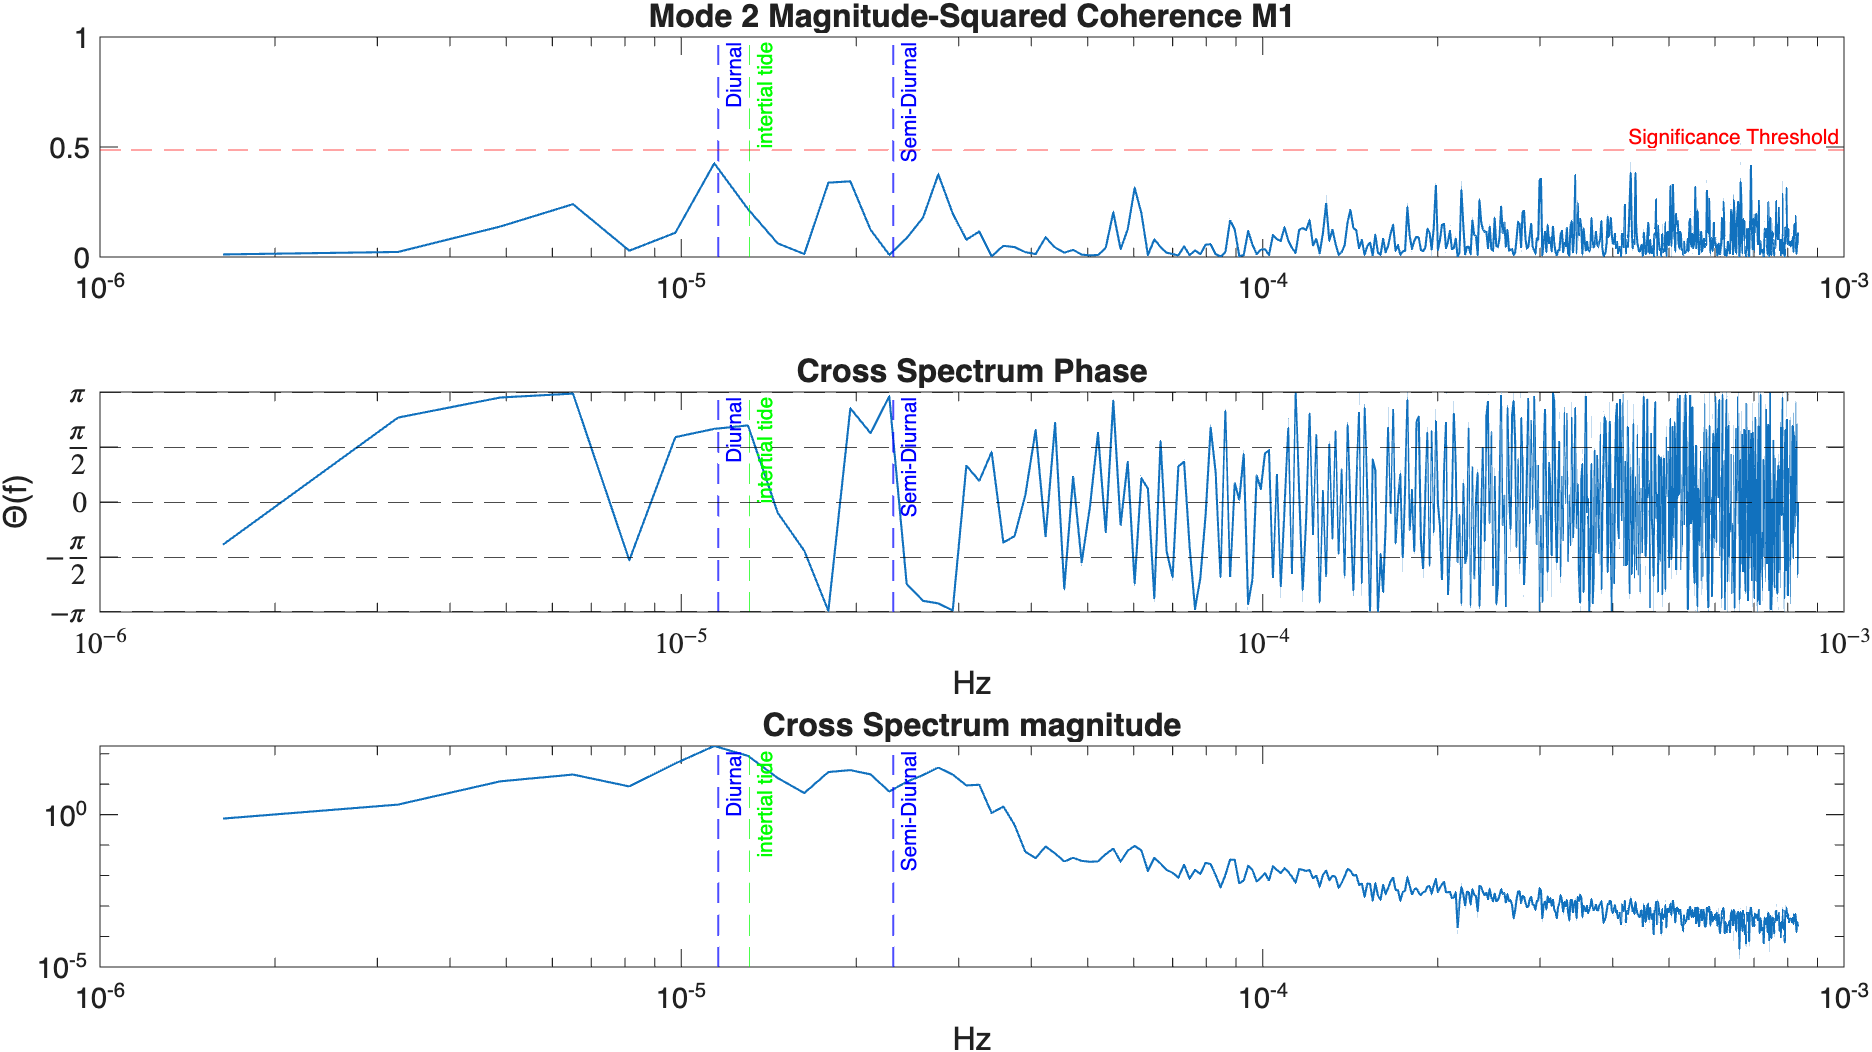 Mode 2 Magnitude-Squared Coherence M1
1
0.5
0
Diurnal
intertial tide
Semi-Diurnal
Significance Threshold
10-6
10-5
10-4
10-3
Cross Spectrum Phase
Θ(f)
π
π
2
0
−π
2
−π
Diurnal
intertial tide
Semi-Diurnal
10−6
10−5
10−4
10−3
Hz
Cross Spectrum magnitude
100
10-5
Diurnal
intertial tide
Semi-Diurnal
10-6
10-5
10-4
10-3
Hz